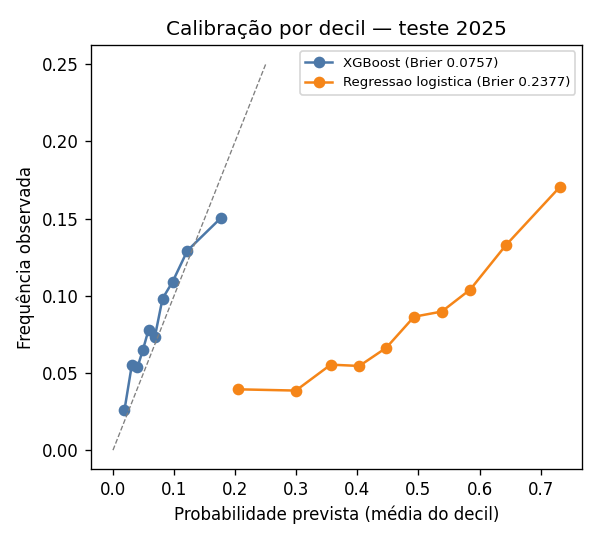 Calibração por decil — teste 2025
XGBoost (Brier 0.0757)
Regressao logistica (Brier 0.2377)
Frequência observada
0.25
0.20
0.15
0.10
0.05
0.00
0.0 0.1 0.2 0.3 0.4 0.5 0.6 0.7
Probabilidade prevista (média do decil)